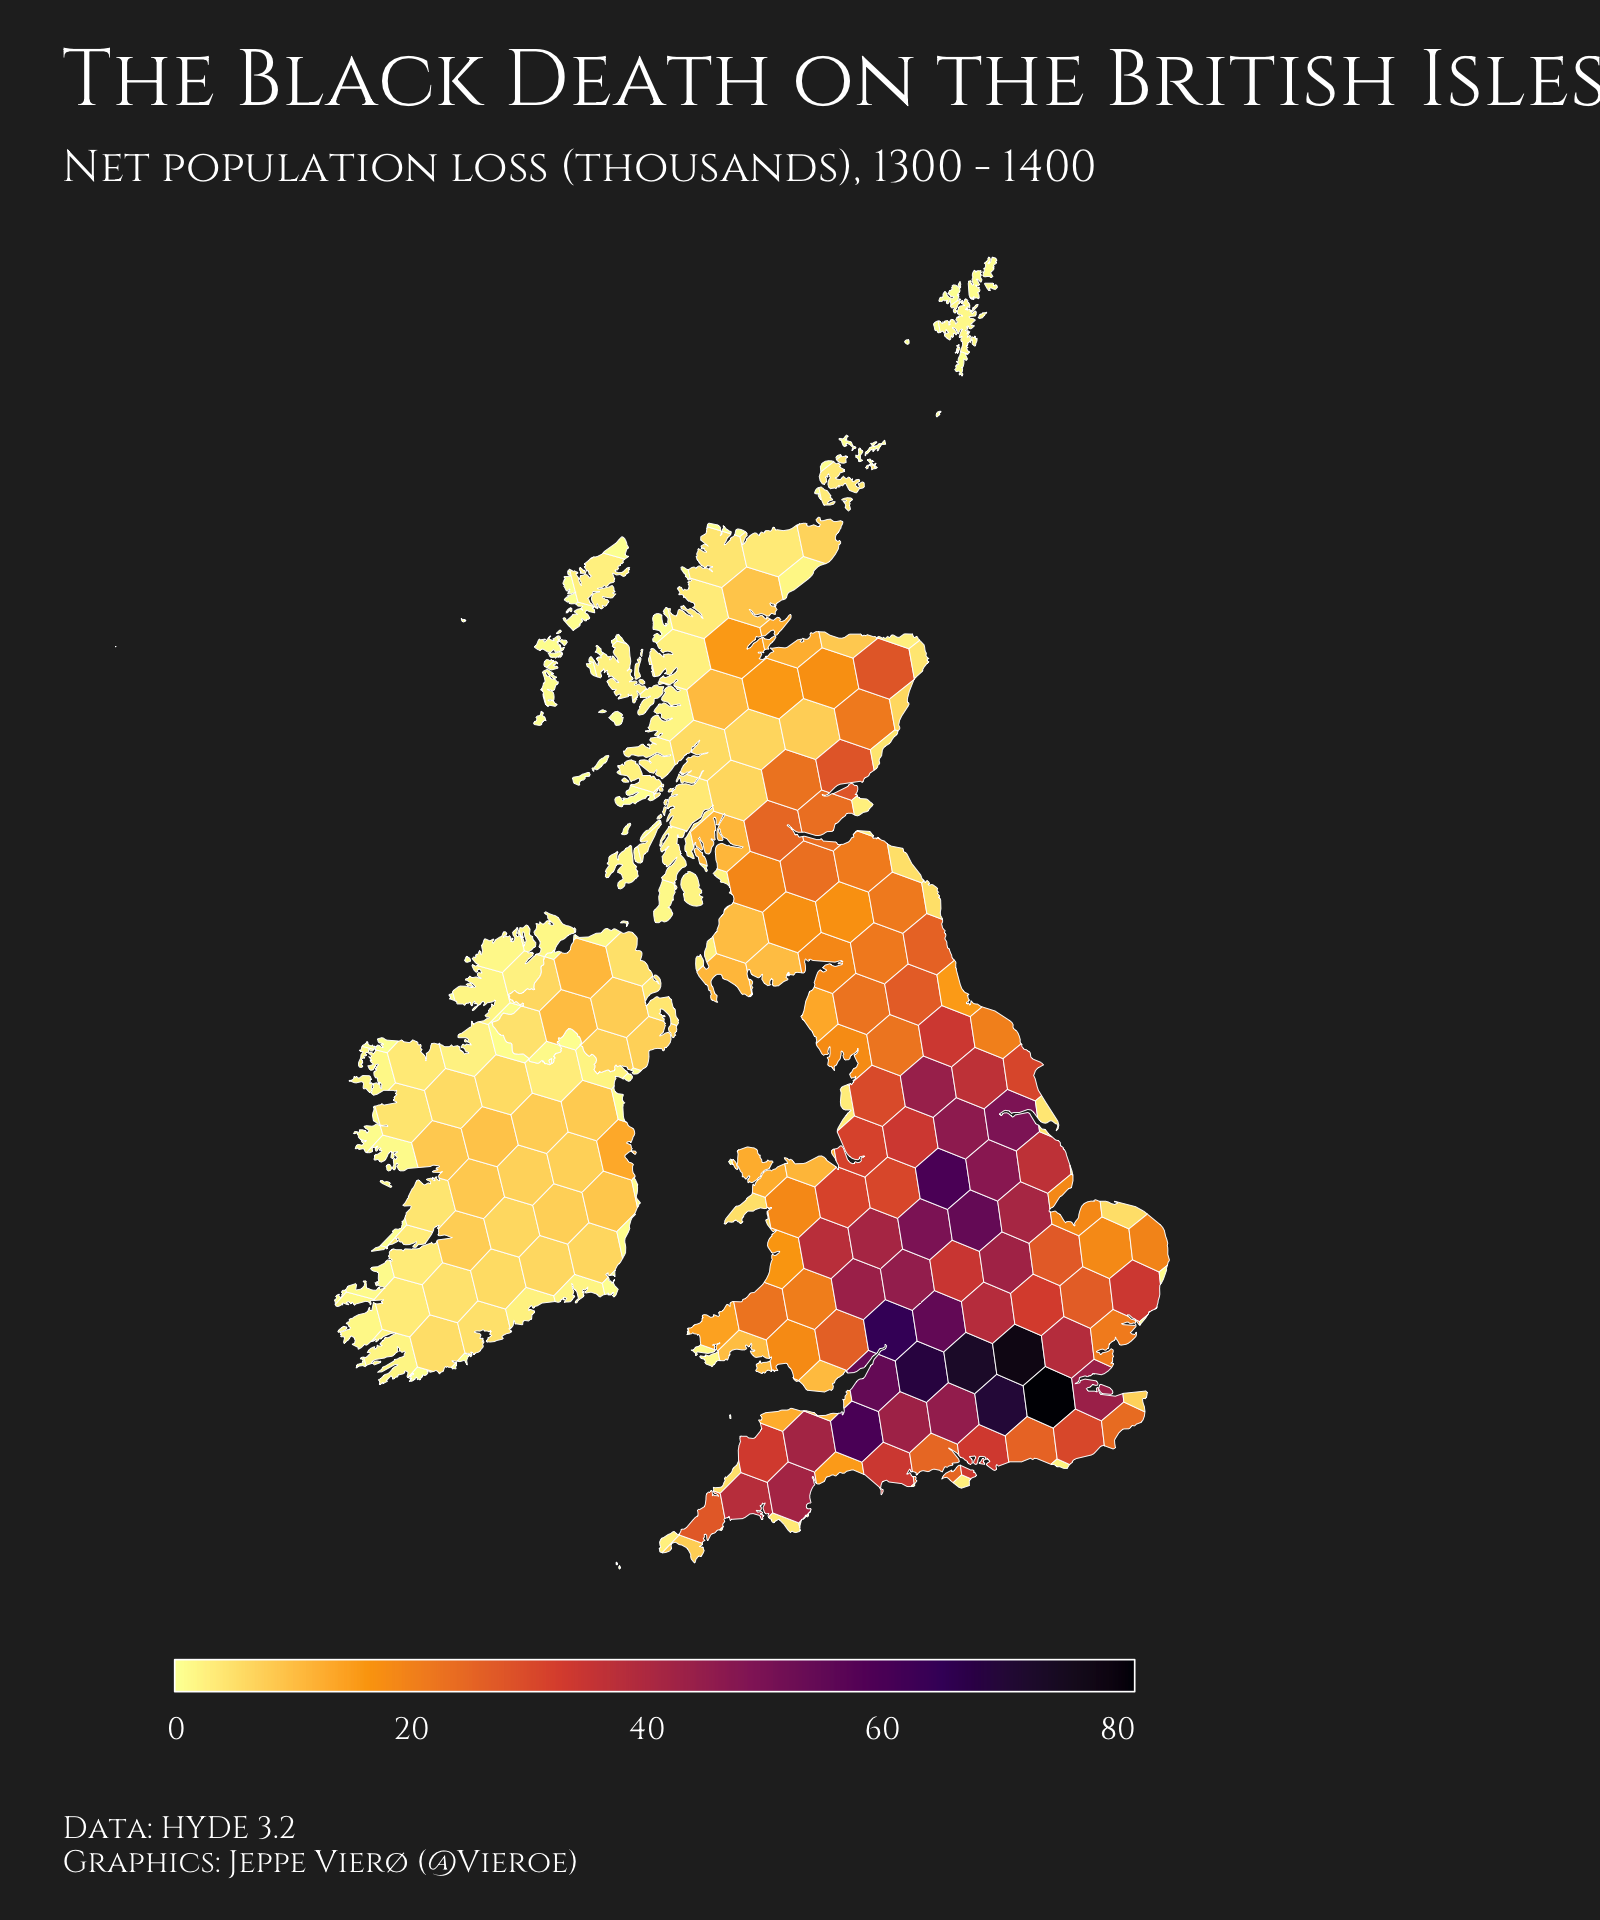 The Black Death on the British Isles
Net population loss (thousands), 1300 - 1400
0 20 40 60 80
Data: HYDE 3.2
Graphics: Jeppe Vierø (@Vieroe)